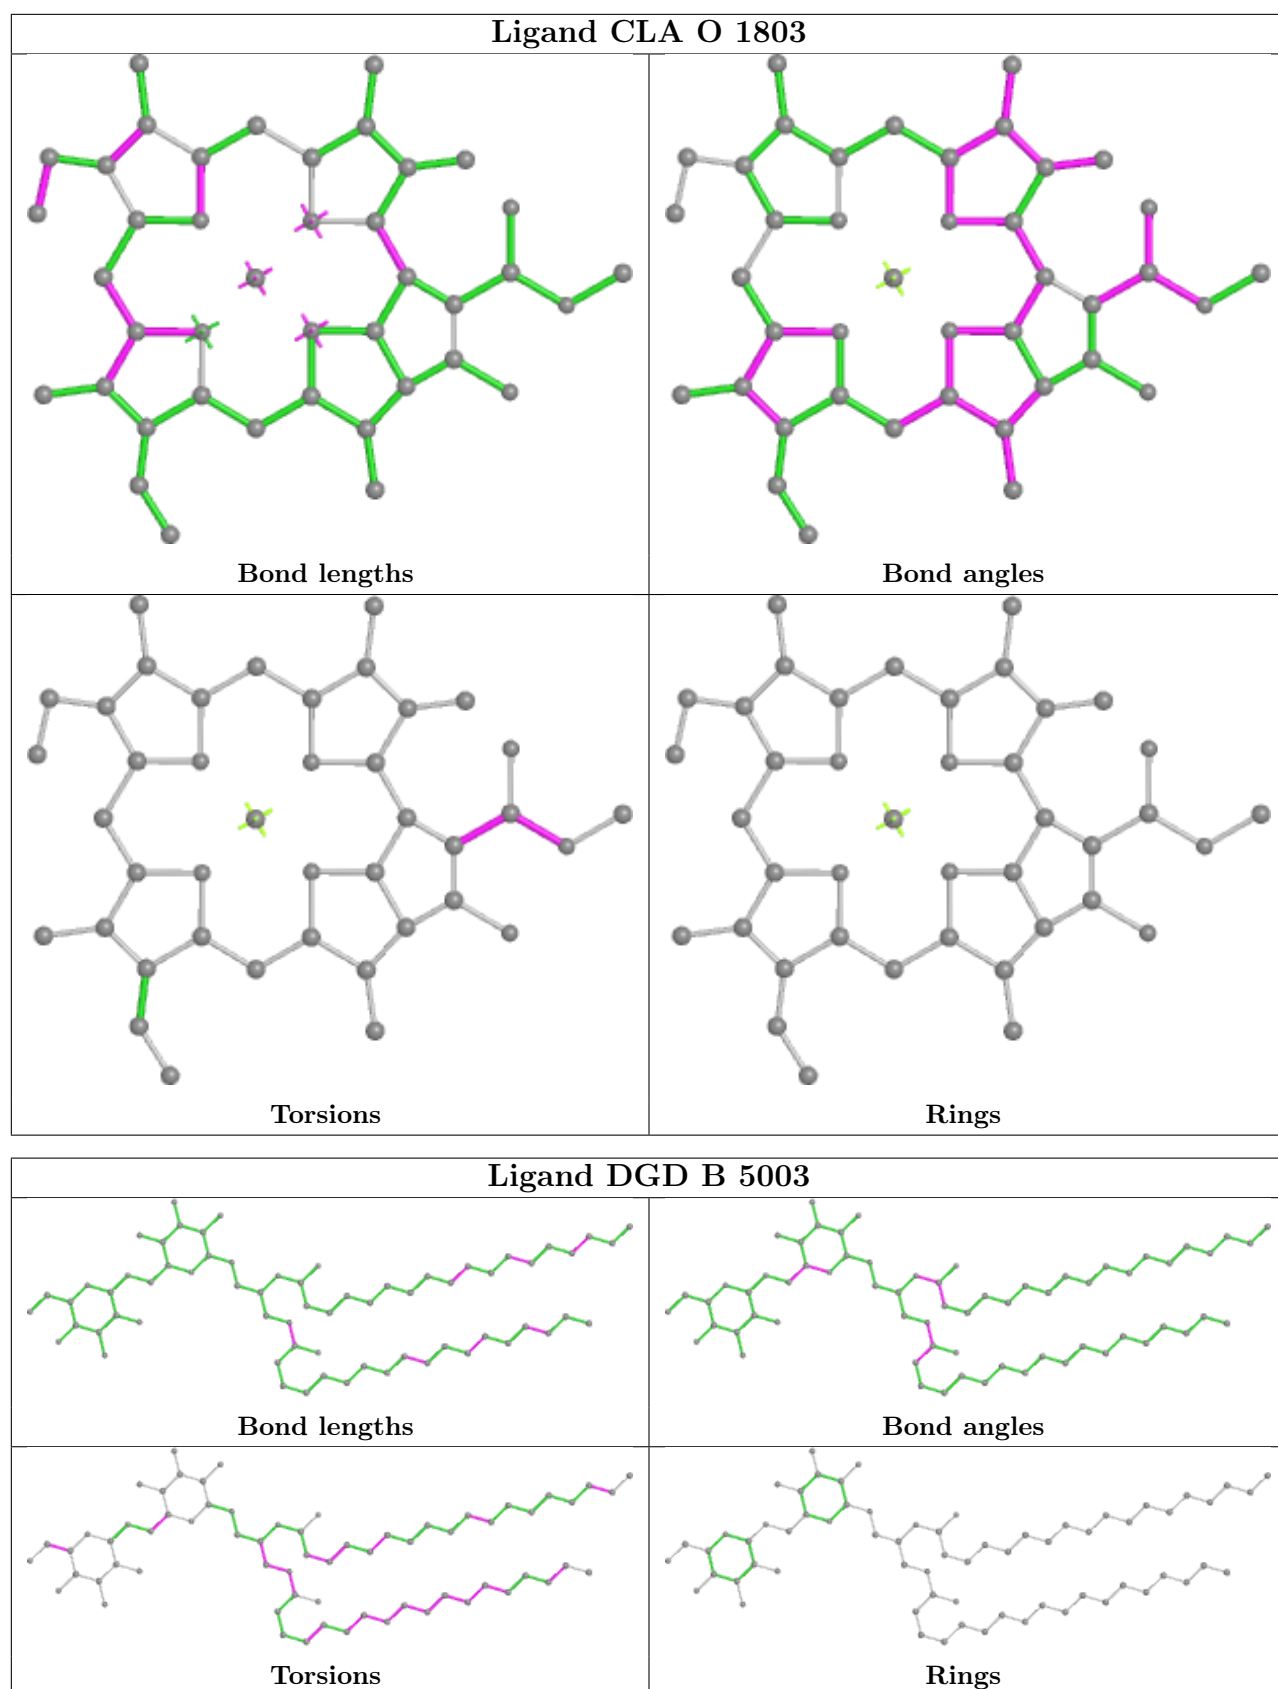 Ligand CLA O 1803
Bond lengths
Bond angles
Torsions
Rings
Ligand DGD B 5003
Bond lengths
Bond angles
Torsions
Rings